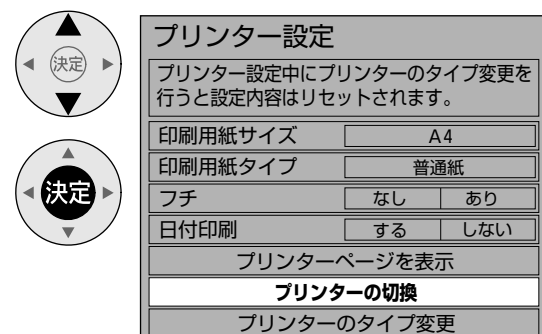 決定
決定
プリンター設定
プリンター設定中にプリンターのタイプ変更を
行うと設定内容はリセットされます。
印刷用紙サイズ A4
印刷用紙タイプ 普通紙
フチ なし あり
日付印刷 する しない
プリンターページを表示
プリンターの切換
プリンターのタイプ変更